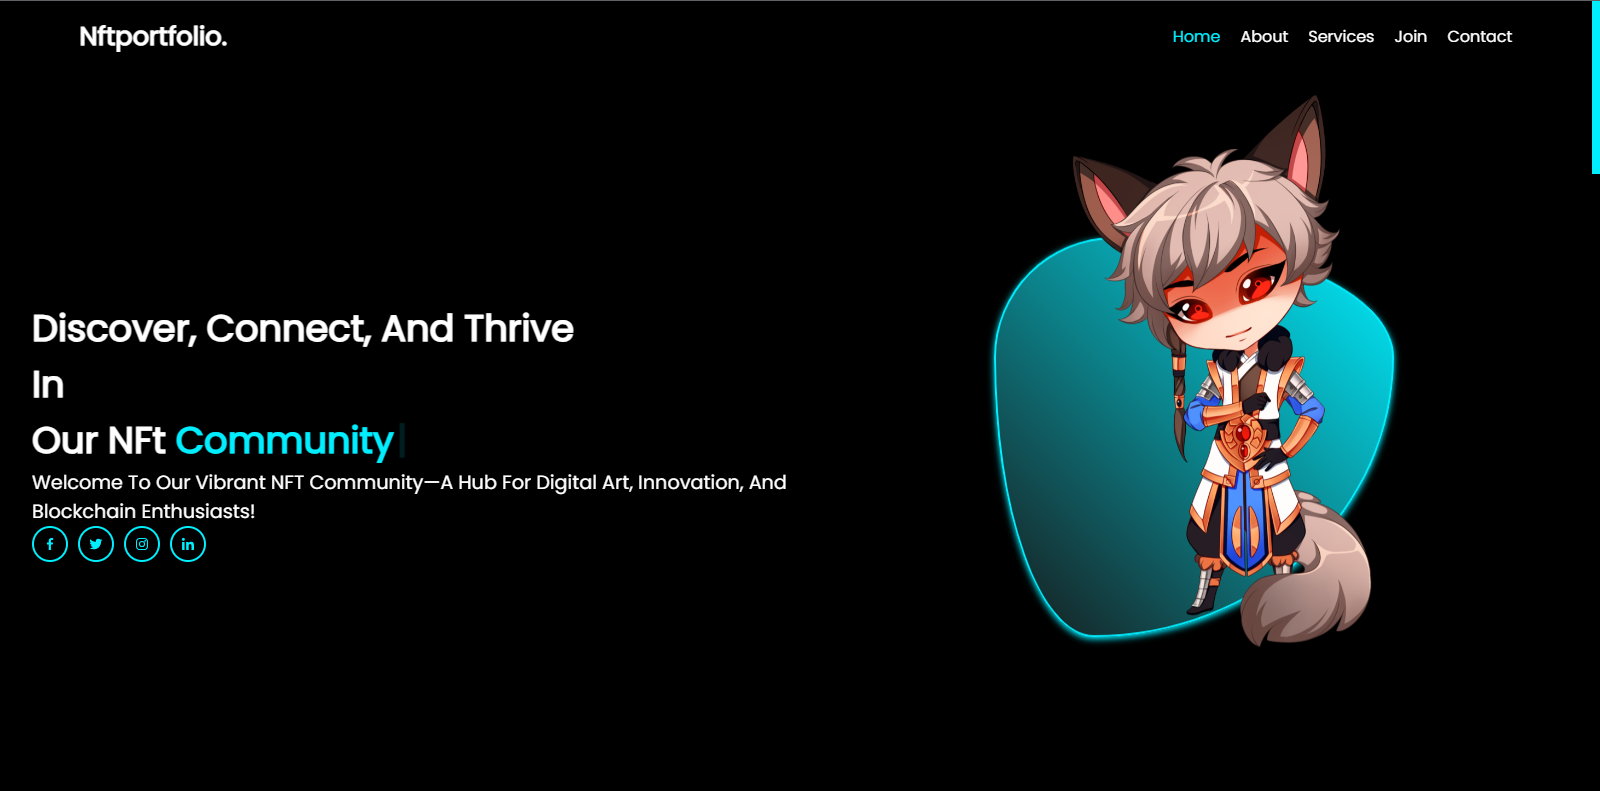 Nftportfolio.
Home About Services Join Contact
Discover, Connect, And Thrive
In
Our NFt Community
Welcome To Our Vibrant NFT Community—A Hub For Digital Art, Innovation, And
Blockchain Enthusiasts!